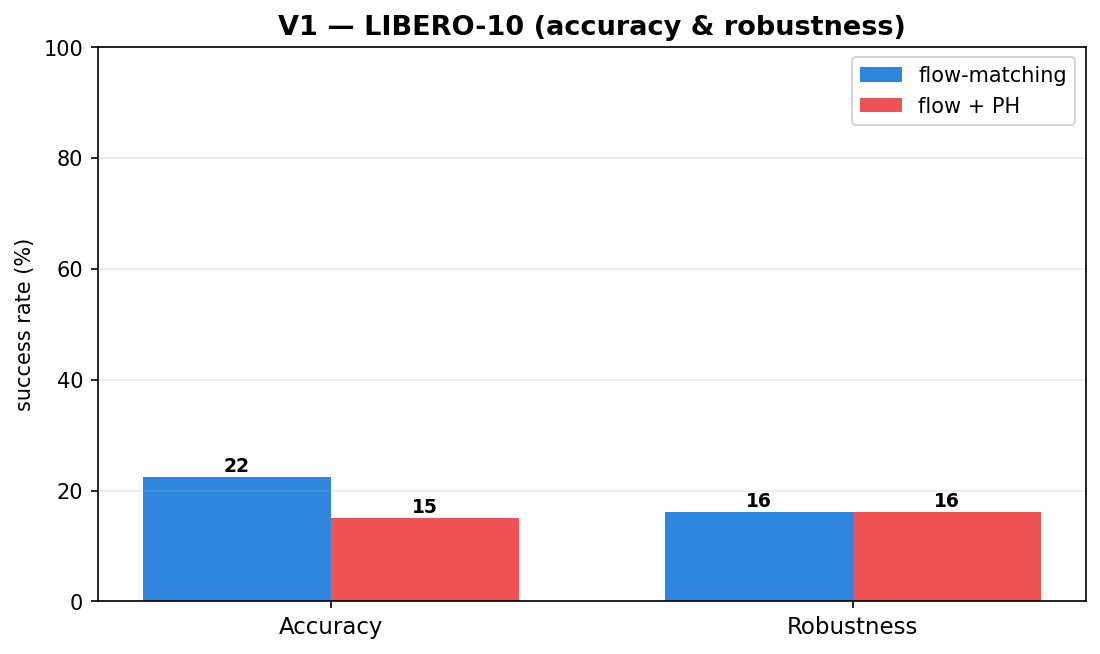 V1 — LIBERO-10 (accuracy & robustness)
flow-matching
flow + PH
success rate (%)
100
80
60
40
20
0
22
15
16
16
Accuracy
Robustness